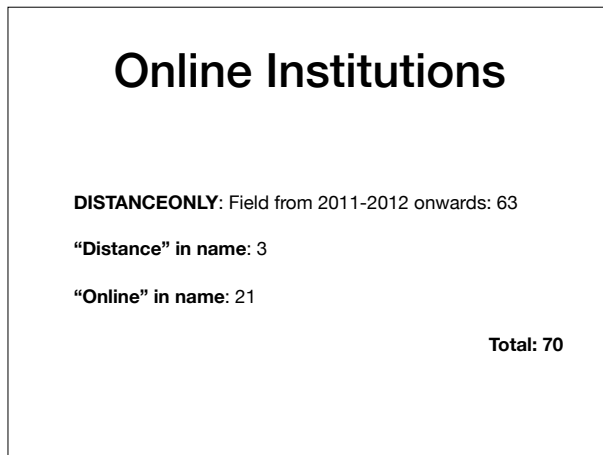 Online Institutions
DISTANCEONLY: Field from 2011-2012 onwards: 63
“Distance” in name: 3
“Online” in name: 21
Total: 70